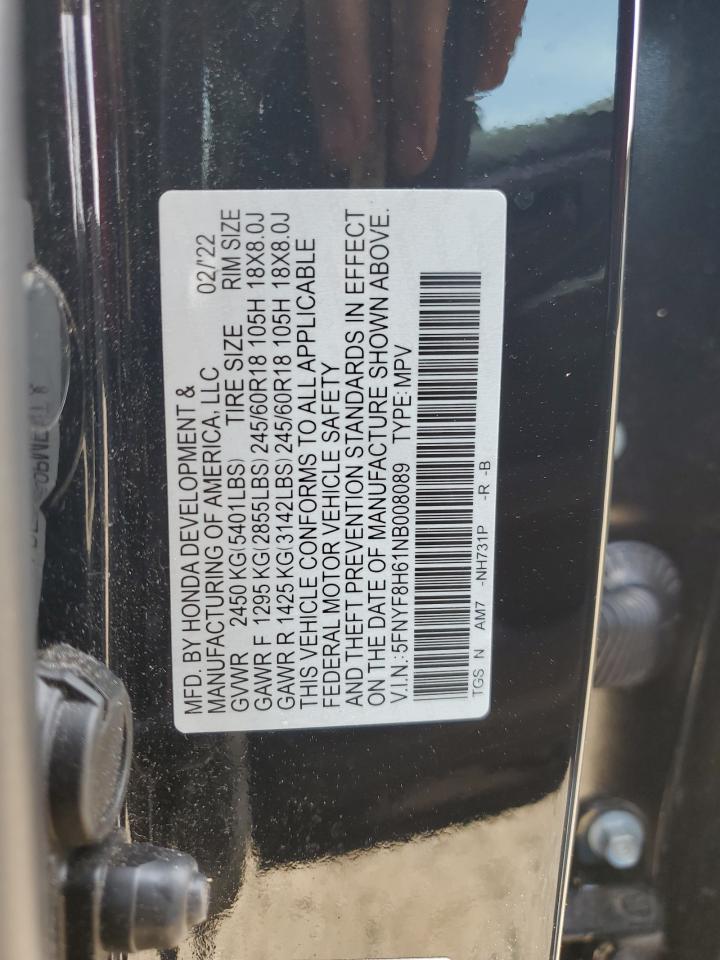 MFD. BY HONDA DEVELOPMENT &
MANUFACTURING OF AMERICA, LLC 02/'22
GVWR 2450 KG(5401LBS) TIRE SIZE RIM SIZE
GAWR F 1295 KG(2855LBS) 245/60R18 105H 18X8.0J
GAWR R 1425 KG(3142LBS) 245/60R18 105H 18X8.0J
THIS VEHICLE CONFORMS TO ALL APPLICABLE
FEDERAL MOTOR VEHICLE SAFETY
AND THEFT PREVENTION STANDARDS IN EFFECT
ON THE DATE OF MANUFACTURE SHOWN ABOVE.
V.I.N.: 5FNYF8H61NB008089 TYPE: MPV
TGS N AM7 -NH731P -R -B